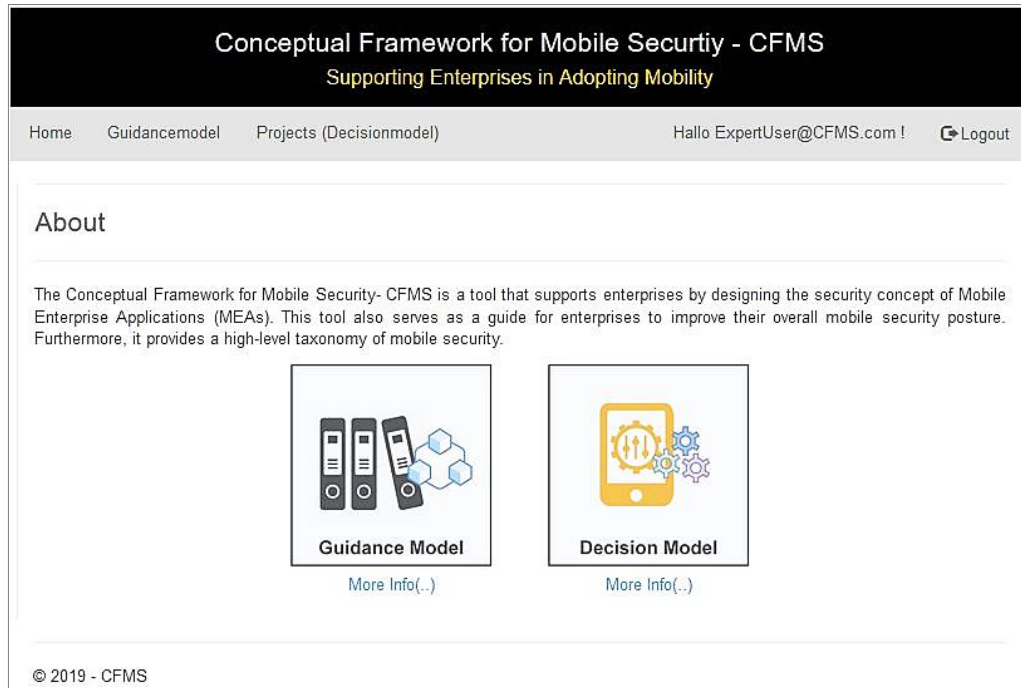 Conceptual Framework for Mobile Securtiy - CFMS
Supporting Enterprises in Adopting Mobility
Home Guidancemodel Projects (Decisionmodel) Hallo ExpertUser@CFMS.com ! Logout
About
The Conceptual Framework for Mobile Security- CFMS is a tool that supports enterprises by designing the security concept of Mobile
Enterprise Applications (MEAs). This tool also serves as a guide for enterprises to improve their overall mobile security posture.
Furthermore, it provides a high-level taxonomy of mobile security.
Guidance Model Decision Model
More Info(..) More Info(..)
© 2019 - CFMS